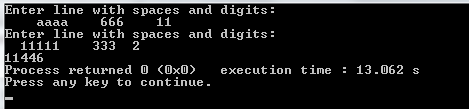 Enter line with spaces and digits:
    aaaa    666    11
Enter line with spaces and digits:
  11111    333  2
11446
Process returned 0 (0x0)   execution time : 13.062 s
Press any key to continue.